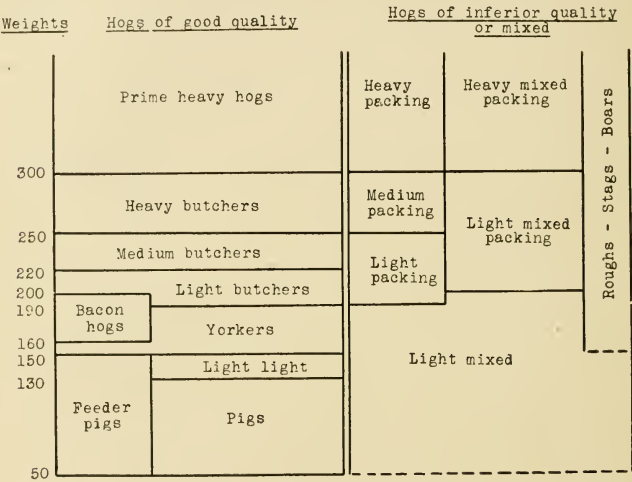 Weights
Hogs of good quality
Hogs of inferior quality
or mixed
Prime heavy hogs
Heavy
packing
Heavy mixed
packing
Roughs - Stags - Boars
300
Heavy butchers
Medium
packing
Light mixed
packing
250
Medium butchers
Light
packing
220
Light butchers
200
190
Bacon
hogs
Yorkers
160
150
Light light
Light mixed
130
Feeder
pigs
Pigs
50